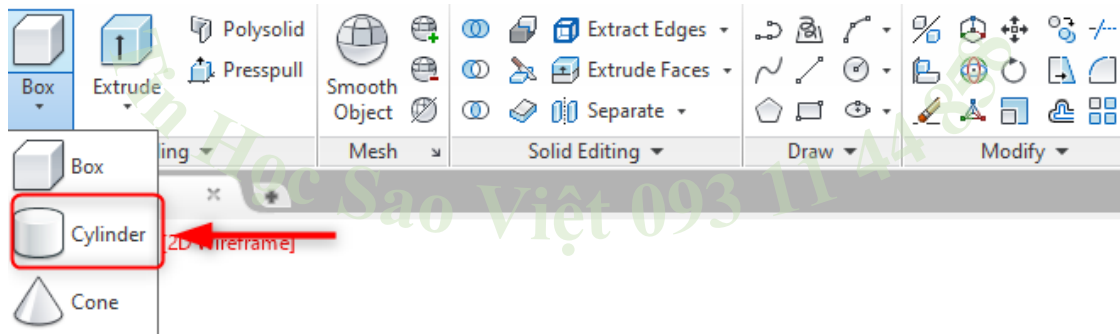 Polysolid
Extract Edges
Presspull
Extrude Faces
Box
Extrude
Smooth
Object
Separate
ing
Mesh
Solid Editing
Draw
Modify
Box
Cylinder
[2D Wireframe]
Cone
Tin Học Sao Việt 093 11 44 858